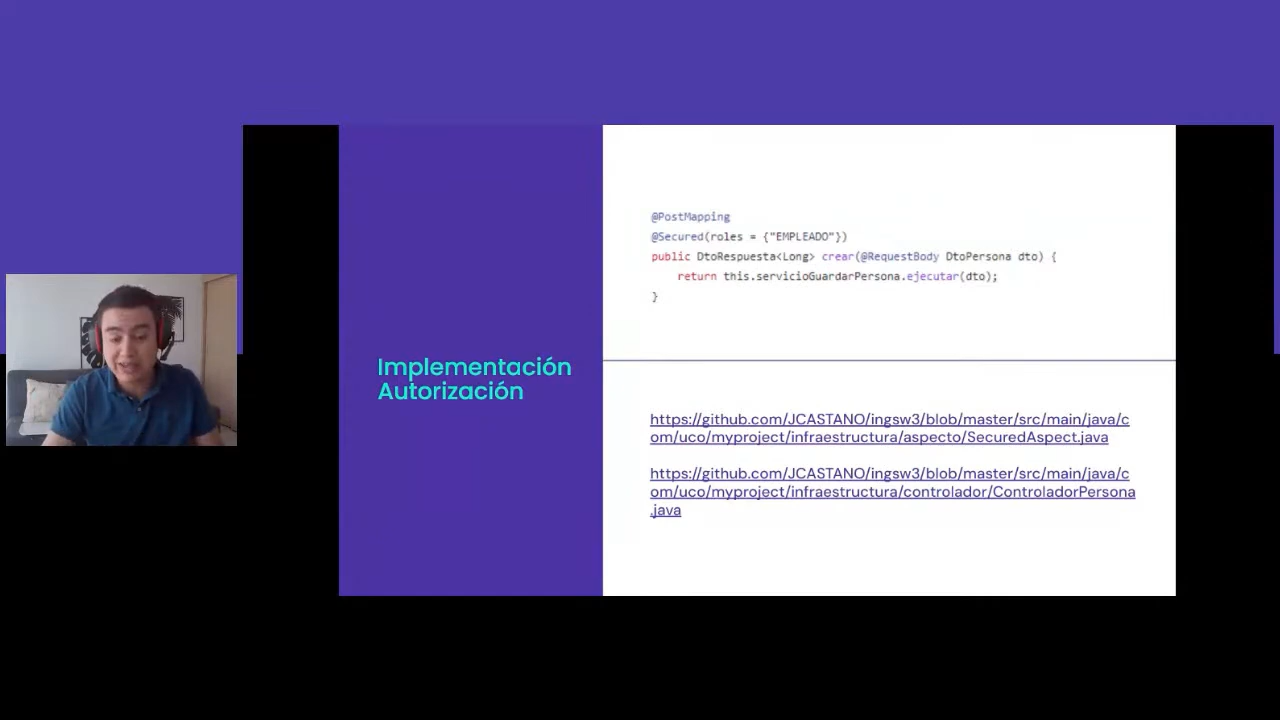 Implementación
Autorización
@PostMapping
@Secured(roles = {"EMPLEADO"})
public DtoRespuesta<Long> crear(@RequestBody DtoPersona dto) {
return this.servicioGuardarPersona.ejecutar(dto);
}
https://github.com/JCASTANO/ingsw3/blob/master/src/main/java/c
om/uco/myproject/infraestructura/aspecto/SecuredAspect.java
https://github.com/JCASTANO/ingsw3/blob/master/src/main/java/c
om/uco/myproject/infraestructura/controlador/ControladorPersona
.java